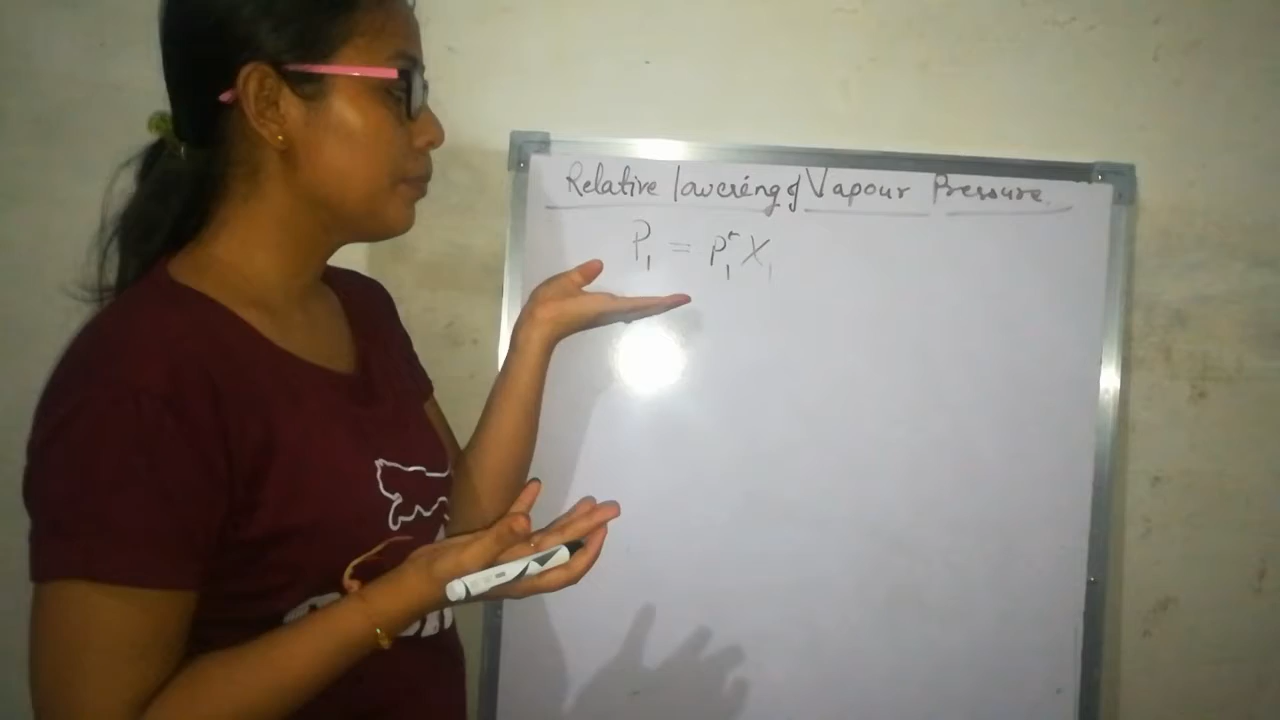 Relative lowering of Vapour Pressure.
P₁ = P₁° X₁